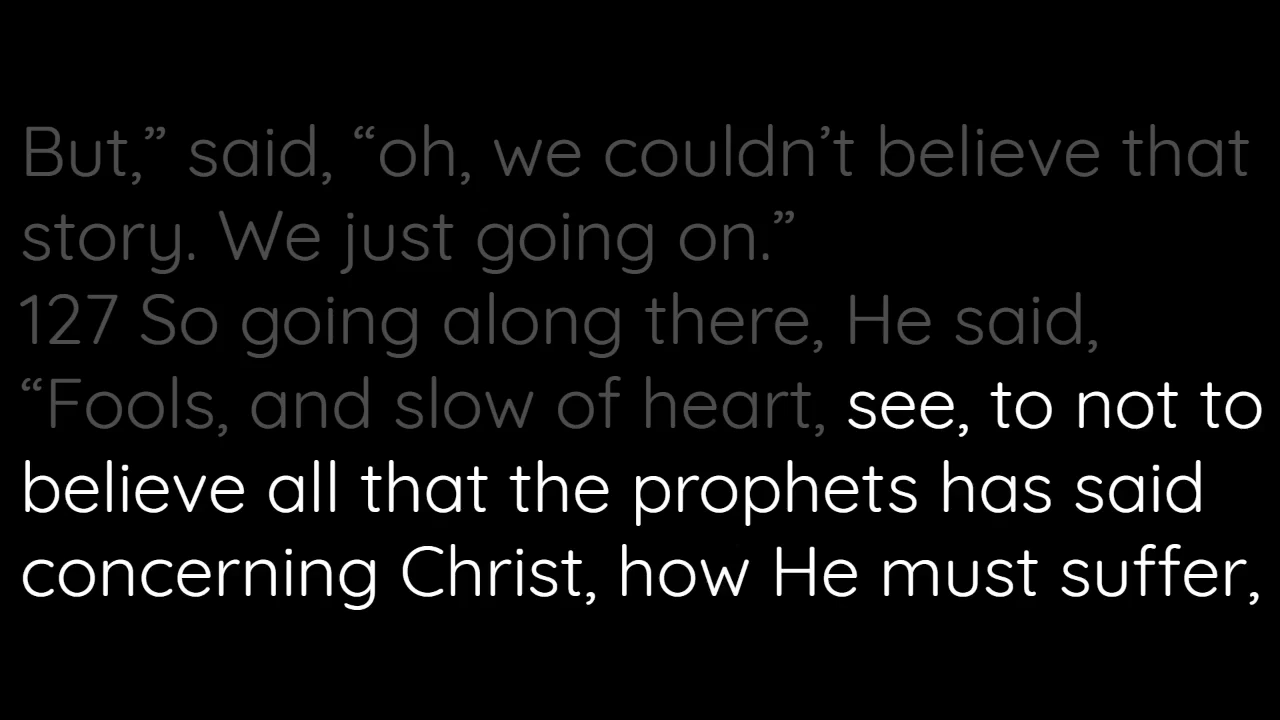 But,” said, “oh, we couldn’t believe that
story. We just going on.”
127 So going along there, He said,
“Fools, and slow of heart, see, to not to
believe all that the prophets has said
concerning Christ, how He must suffer,